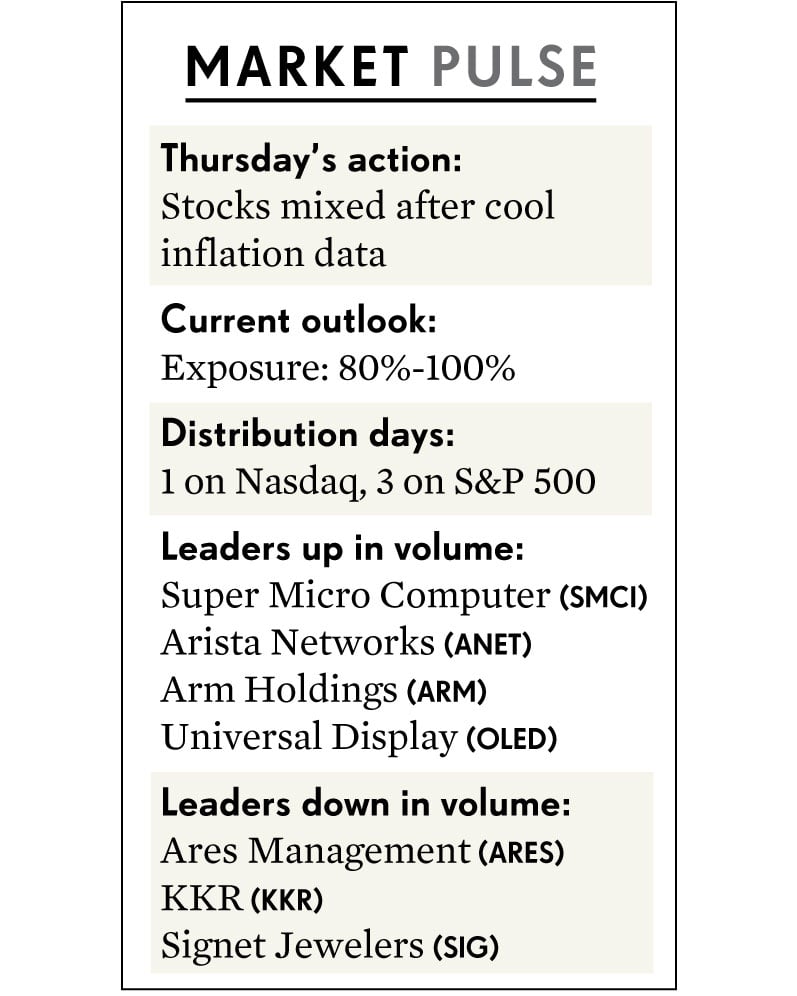 MARKET PULSE
Thursday’s action:
Stocks mixed after cool
inflation data
Current outlook:
Exposure: 80%-100%
Distribution days:
1 on Nasdaq, 3 on S&P 500
Leaders up in volume:
Super Micro Computer (SMCI)
Arista Networks (ANET)
Arm Holdings (ARM)
Universal Display (OLED)
Leaders down in volume:
Ares Management (ARES)
KKR (KKR)
Signet Jewelers (SIG)